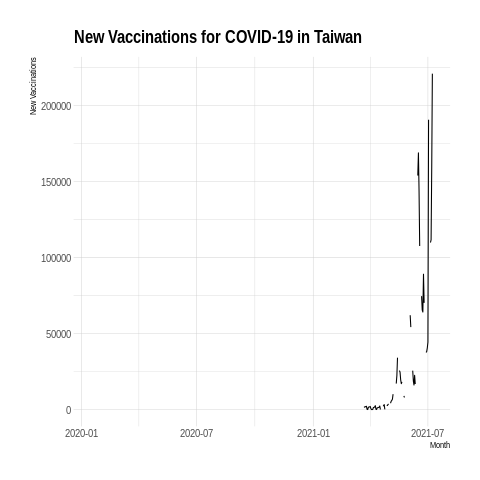 New Vaccinations for COVID-19 in Taiwan
New Vaccinations
200000
150000
100000
50000
0
2020-01 2020-07 2021-01 2021-07
Month